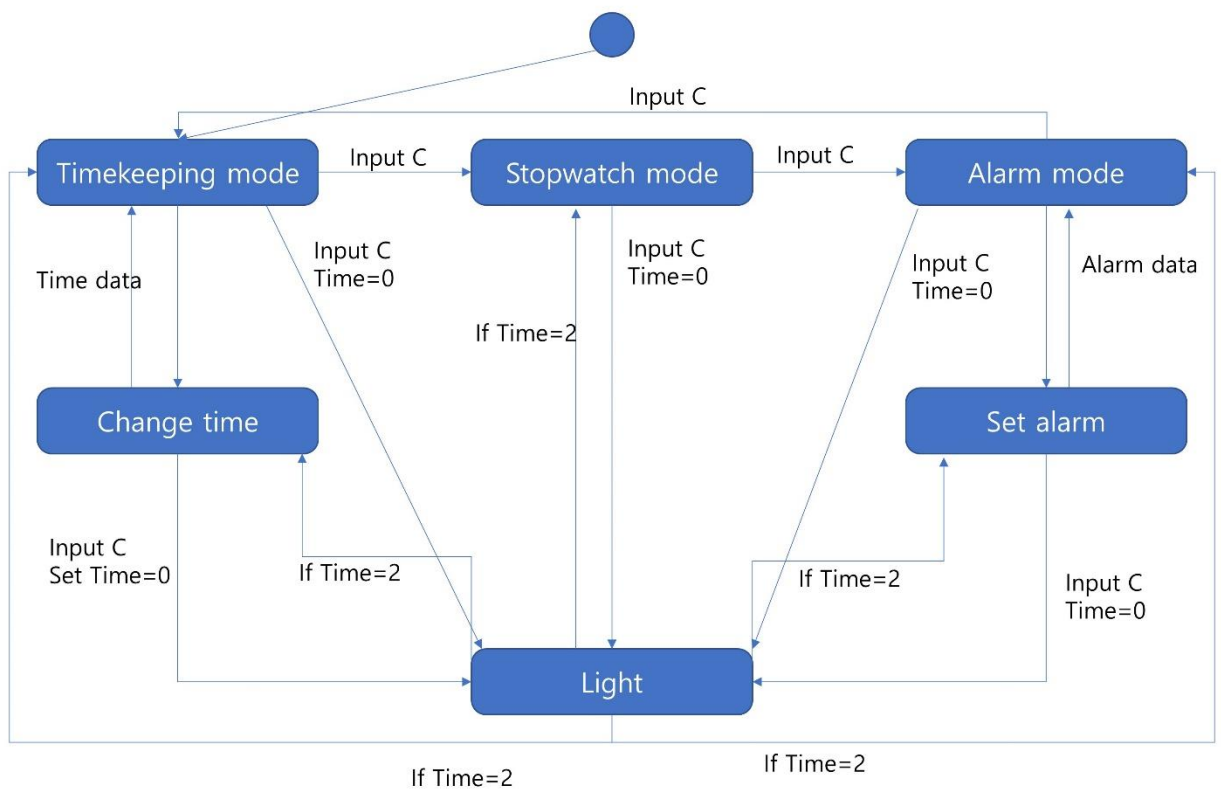 Input C
Timekeeping mode
Input C
Stopwatch mode
Input C
Alarm mode
Time data
Input C
Time=0
If Time=2
Input C
Time=0
Input C
Time=0
Alarm data
Change time
Set alarm
Input C
Set Time=0
If Time=2
If Time=2
Input C
Time=0
Light
If Time=2
If Time=2